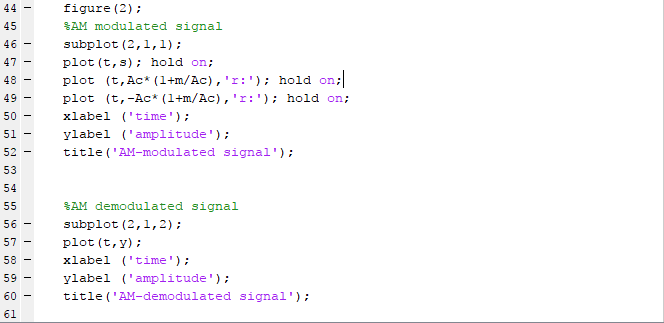 44 – figure(2);
45 %AM modulated signal
46 – subplot(2,1,1);
47 – plot(t,s); hold on;
48 – plot (t,Ac*(1+m/Ac),'r:'); hold on;
49 – plot (t,-Ac*(1+m/Ac),'r:'); hold on;
50 – xlabel ('time');
51 – ylabel ('amplitude');
52 – title('AM-modulated signal');
53
54
55 %AM demodulated signal
56 – subplot(2,1,2);
57 – plot(t,y);
58 – xlabel ('time');
59 – ylabel ('amplitude');
60 – title('AM-demodulated signal');
61